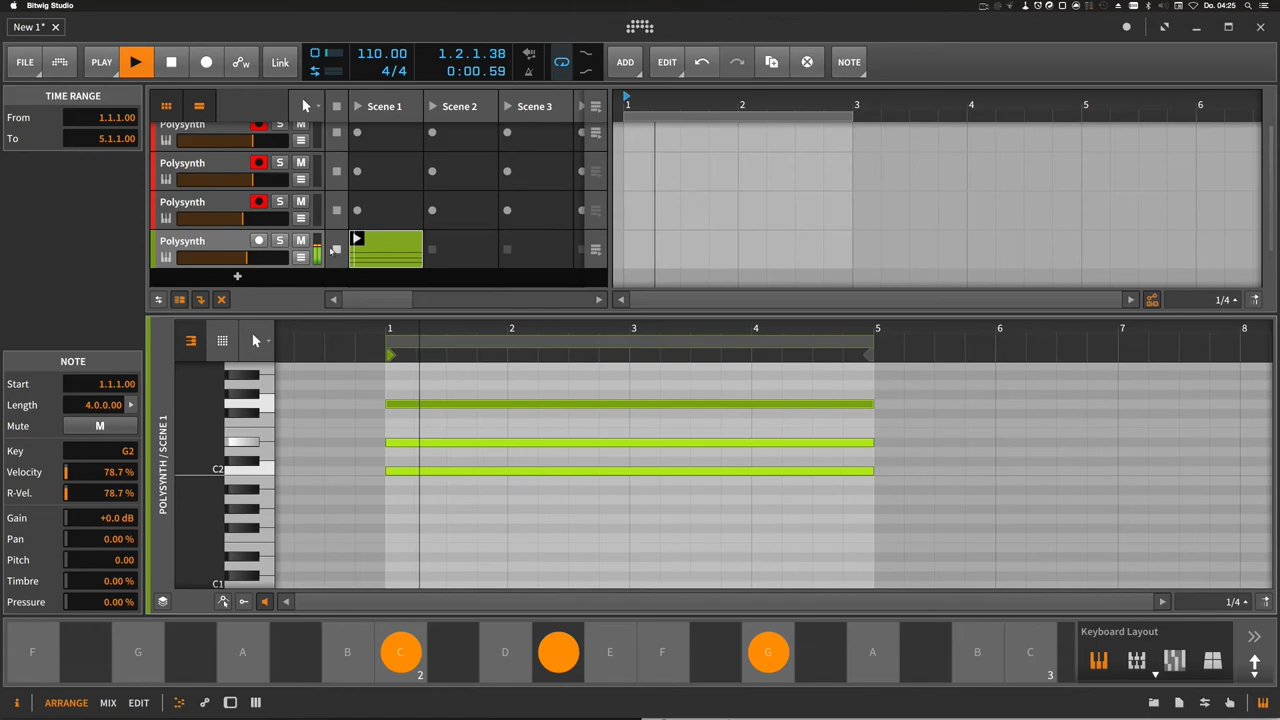 Bitwig Studio
Do. 04:25
New 1*
FILE
PLAY
Link
110.00
4/4
1.2.1.38
0:00.59
ADD
EDIT
NOTE
TIME RANGE
From 1.1.1.00
To 5.1.1.00
Scene 1
Scene 2
Scene 3
Polysynth S M
Polysynth S M
Polysynth S M
Polysynth S M
+
1 2 3 4 5 6
1/4
NOTE
Start 1.1.1.00
Length 4.0.0.00
Mute M
Key G2
Velocity 78.7 %
R-Vel. 78.7 %
Gain +0.0 dB
Pan 0.00 %
Pitch 0.00
Timbre 0.00 %
Pressure 0.00 %
POLYSYNTH / SCENE 1
1 2 3 4 5 6 7 8
C2
C1
1/4
F G A B C D E F G A B C
2 3
Keyboard Layout
i ARRANGE MIX EDIT